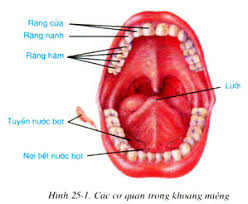 Răng cửa
Răng nanh
Răng hàm
Lưỡi
Tuyến nước bọt
Nơi tiết nước bọt
Hình 25-1. Các cơ quan trong khoang miệng